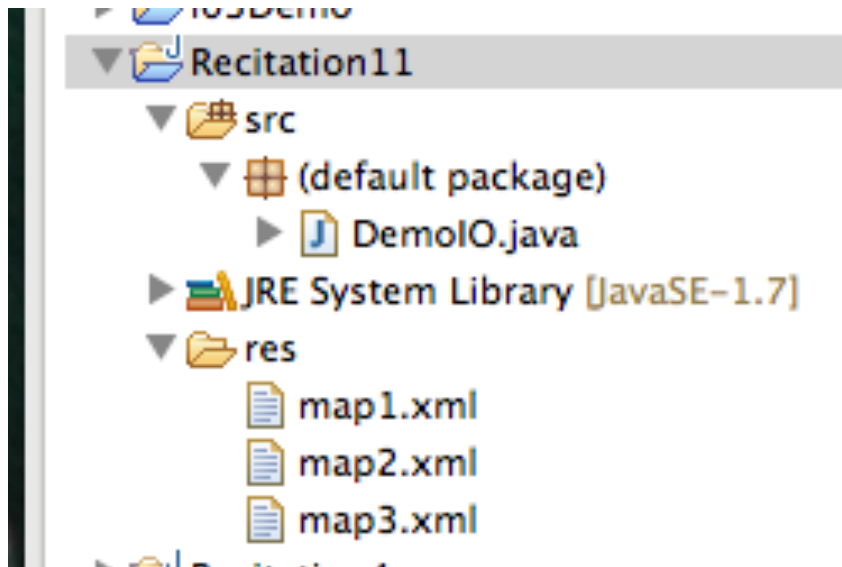 Recitation11
src
(default package)
DemoIO.java
JRE System Library [JavaSE-1.7]
res
map1.xml
map2.xml
map3.xml